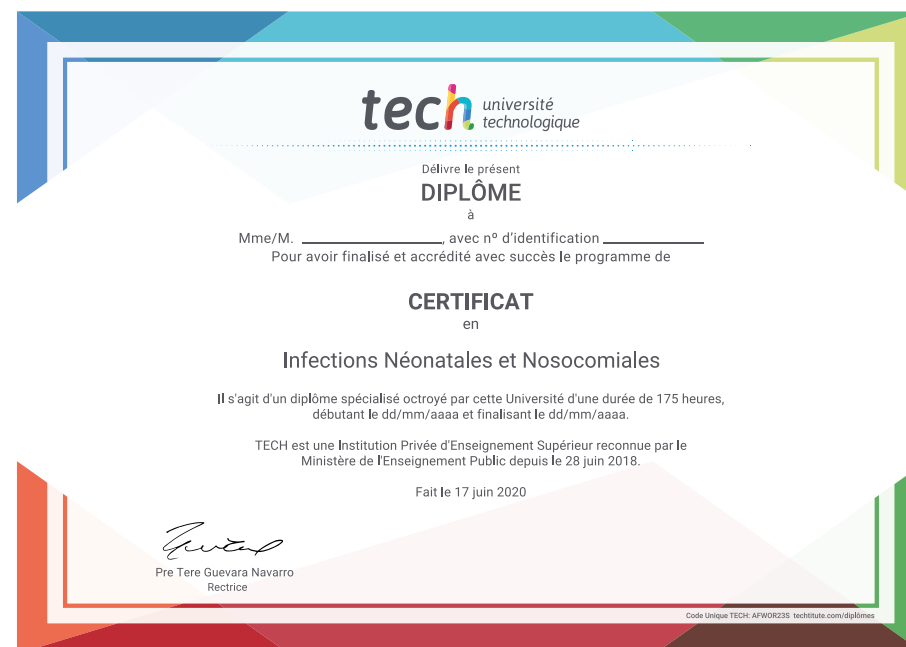 tech université
technologique
Délivre le présent
DIPLÔME
à
Mme/M. ____________________, avec nº d'identification ______________
Pour avoir finalisé et accrédité avec succès le programme de
CERTIFICAT
en
Infections Néonatales et Nosocomiales
Il s'agit d'un diplôme spécialisé octroyé par cette Université d'une durée de 175 heures,
débutant le dd/mm/aaaa et finalisant le dd/mm/aaaa.
TECH est une Institution Privée d'Enseignement Supérieur reconnue par le
Ministère de l'Enseignement Public depuis le 28 juin 2018.
Fait le 17 juin 2020
Pre Tere Guevara Navarro
Rectrice
Code Unique TECH: AFWOR23S techtitute.com/diplômes